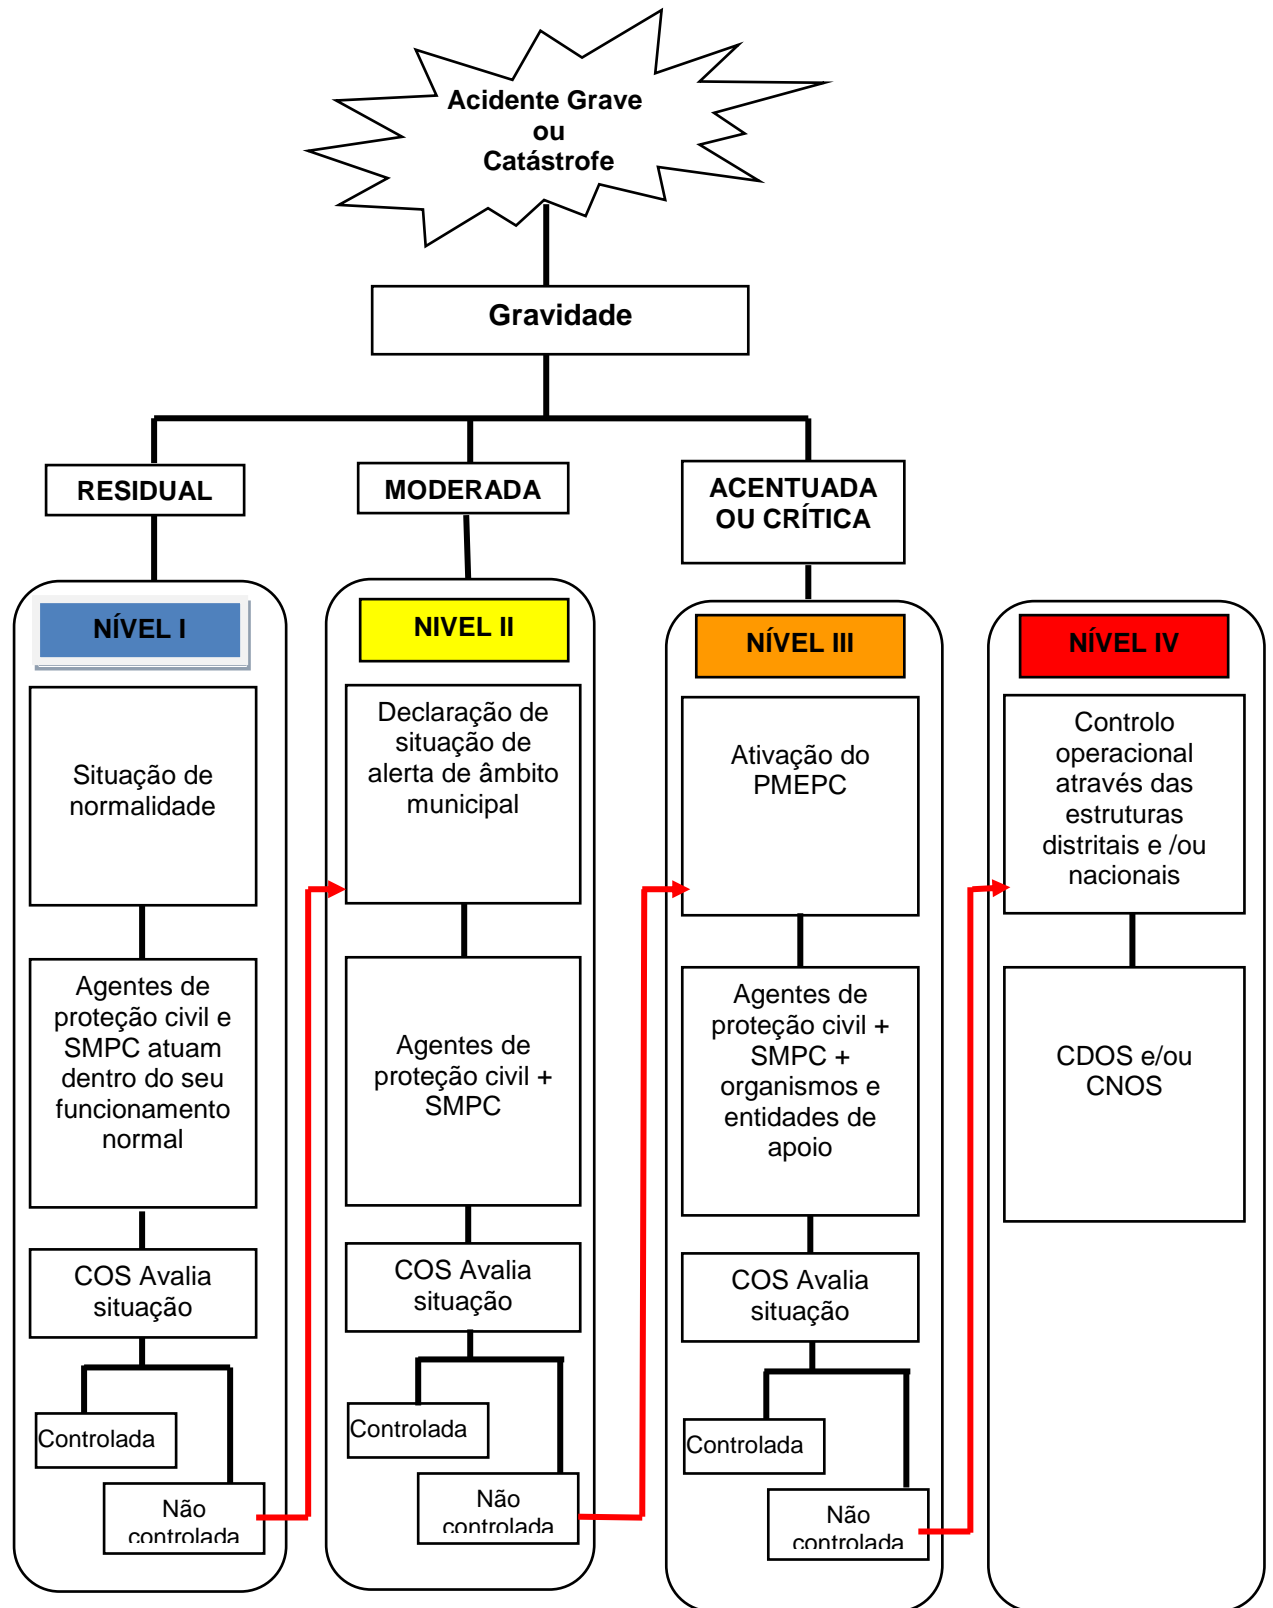 Acidente Grave
ou
Catástrofe
Gravidade
RESIDUAL
MODERADA
ACENTUADA
OU CRÍTICA
NÍVEL I
Situação de
normalidade
Agentes de
proteção civil e
SMPC atuam
dentro do seu
funcionamento
normal
COS Avalia
situação
Controlada
Não
controlada
NIVEL II
Declaração de
situação de
alerta de âmbito
municipal
Agentes de
proteção civil +
SMPC
COS Avalia
situação
Controlada
Não
controlada
NÍVEL III
Ativação do
PMEPC
Agentes de
proteção civil +
SMPC +
organismos e
entidades de
apoio
COS Avalia
situação
Controlada
Não
controlada
NÍVEL IV
Controlo
operacional
através das
estruturas
distritais e /ou
nacionais
CDOS e/ou
CNOS